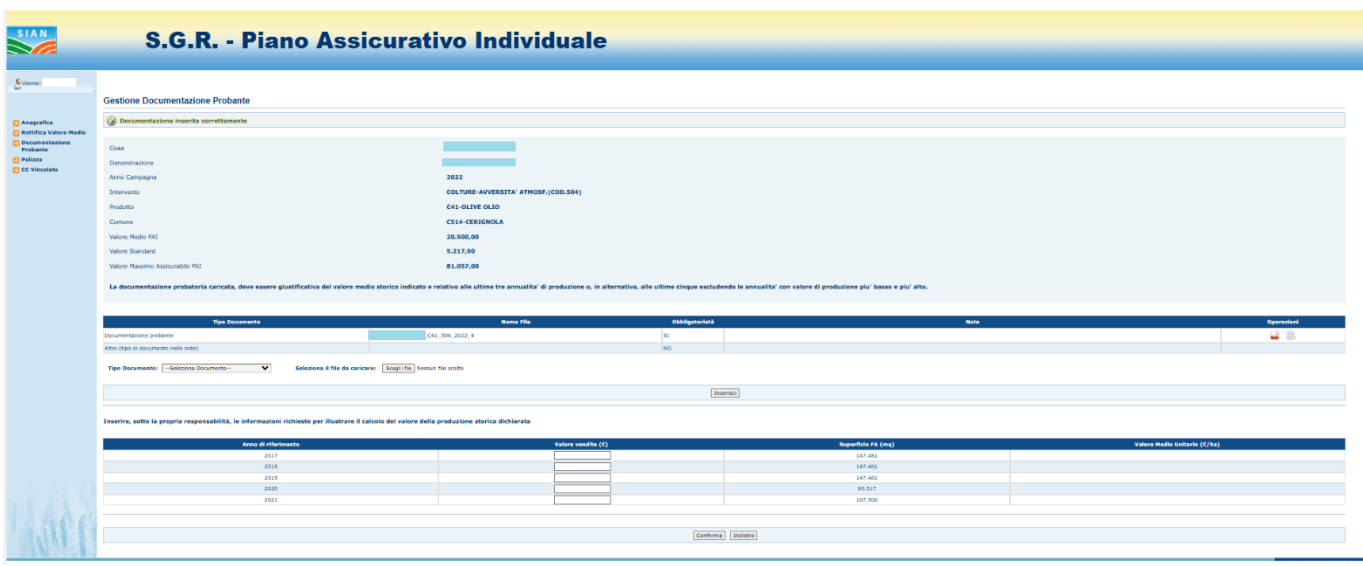 SIAN
S.G.R. - Piano Assicurativo Individuale
Utente:
Gestione Documentazione Probante
Anagrafica
Rettifica Valore Medio
Documentazione
Probante
Polizza
CC Vincolato
Documentazione inserita correttamente
Cuaa
Denominazione
Anno Campagna 2022
Intervento COLTURE-AVVERSITA' ATMOSF.(COD.504)
Prodotto C41-OLIVE OLIO
Comune C514-CERIGNOLA
Valore Medio PAI 20.500,00
Valore Standard 5.217,00
Valore Massimo Assicurabile PAI 81.057,00
La documentazione probatoria caricata, deve essere giustificativa del valore medio storico indicato e relativo alle ultime tre annualita' di produzione o, in alternativa, alle ultime cinque escludendo le annualita' con valore di produzione piu' basso e piu' alto.
Tipo Documento Nome File Obbligatorietà Note Operazioni
Documentazione probante C41_504_2022_4 SI
Altro (tipo di documento nelle note) NO
Tipo Documento: --Seleziona Documento-- Seleziona il file da caricare: Scegli file Nessun file scelto
Inserisci
Inserire, sotto la propria responsabilità, le informazioni richieste per illustrare il calcolo del valore della produzione storica dichiarata
Anno di riferimento Valore vendite (€) Superficie FA (mq) Valore Medio Unitario (€/ha)
2017 147.481
2018 147.481
2019 147.481
2020
2021 107.506
Conferma Indietro